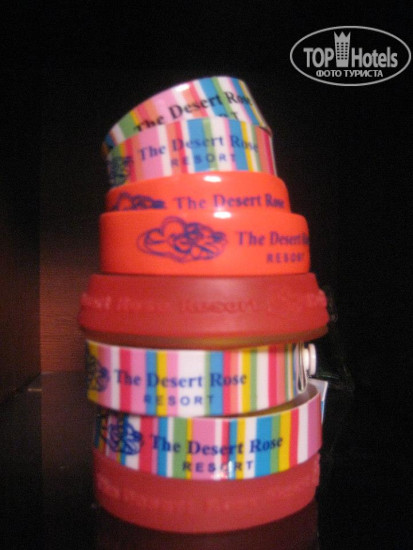 TOP Hotels
ФОТО ТУРИСТА
The Desert Rose
The Desert Rose
RESORT
The Desert Rose
The Desert Rose
RESORT
The Desert Rose
RESORT
The Desert Rose
RESORT